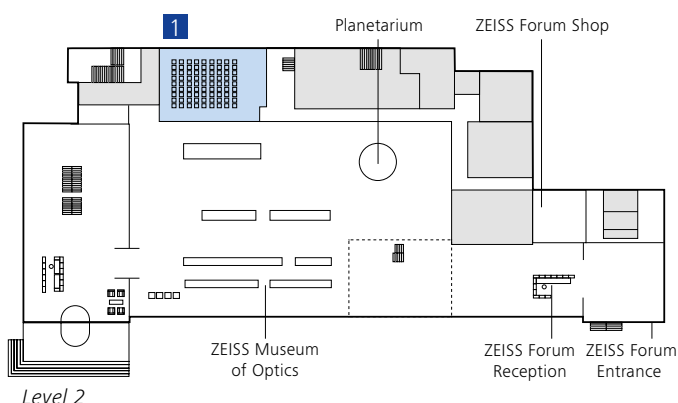 1
Planetarium
ZEISS Forum Shop
ZEISS Museum
of Optics
ZEISS Forum
Reception
ZEISS Forum
Entrance
Level 2